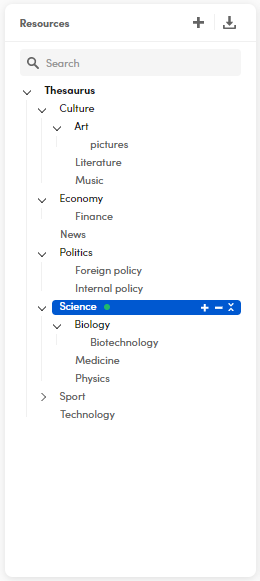 Resources
Search
Thesaurus
Culture
Art
pictures
Literature
Music
Economy
Finance
News
Politics
Foreign policy
Internal policy
Science
Biology
Biotechnology
Medicine
Physics
Sport
Technology